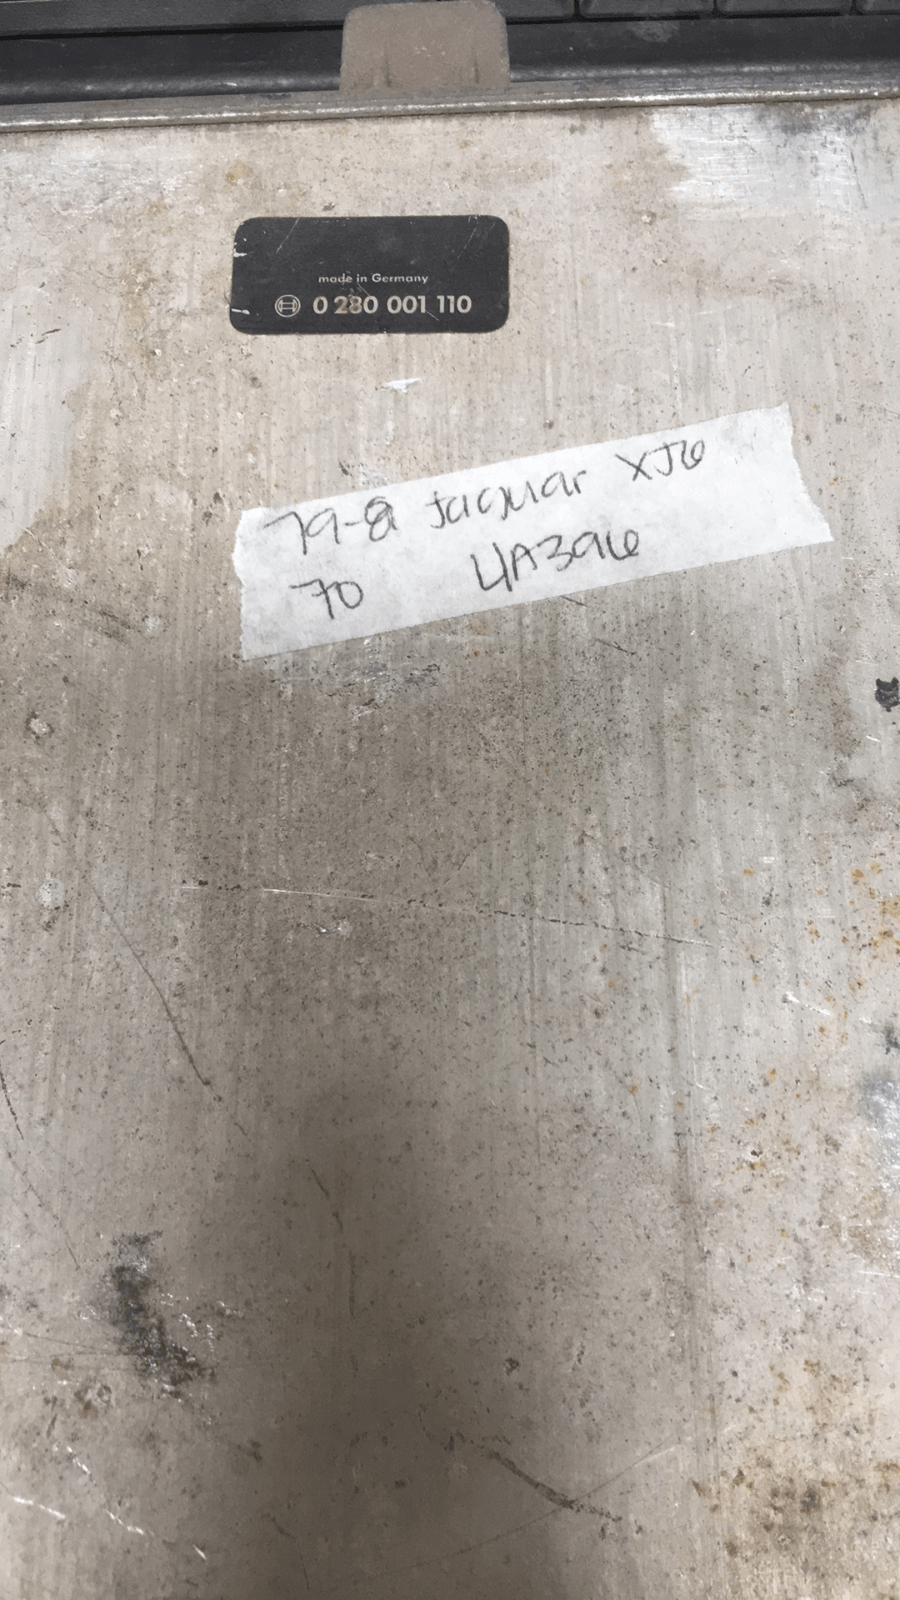 made in Germany
0 280 001 110
79-8 Jaguar XJ6
70 4A396